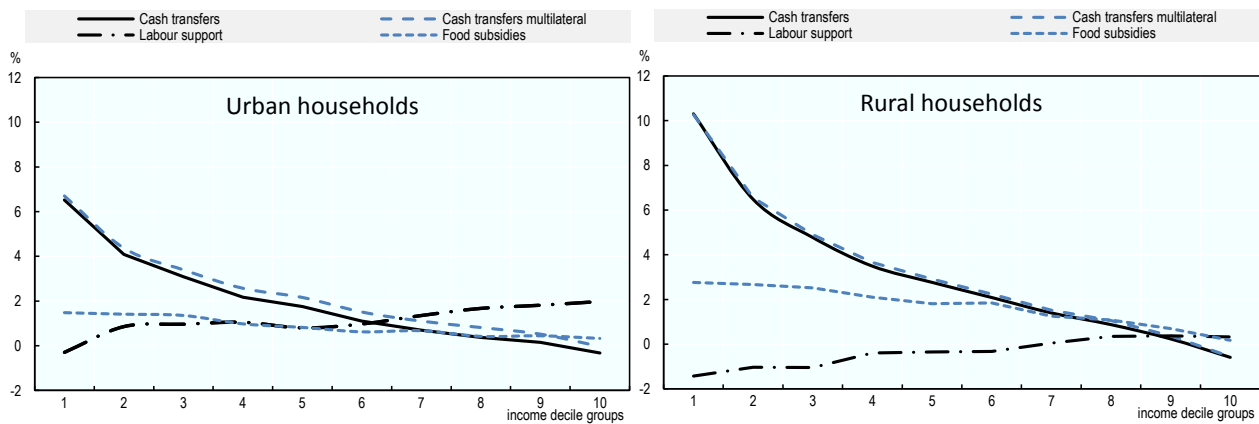 Cash transfers
Cash transfers multilateral
Labour support
Food subsidies
%
12
10
8
6
4
2
0
-2
Urban households
1 2 3 4 5 6 7 8 9 10
income decile groups
Cash transfers
Cash transfers multilateral
Labour support
Food subsidies
%
12
10
8
6
4
2
0
-2
Rural households
1 2 3 4 5 6 7 8 9 10
income decile groups